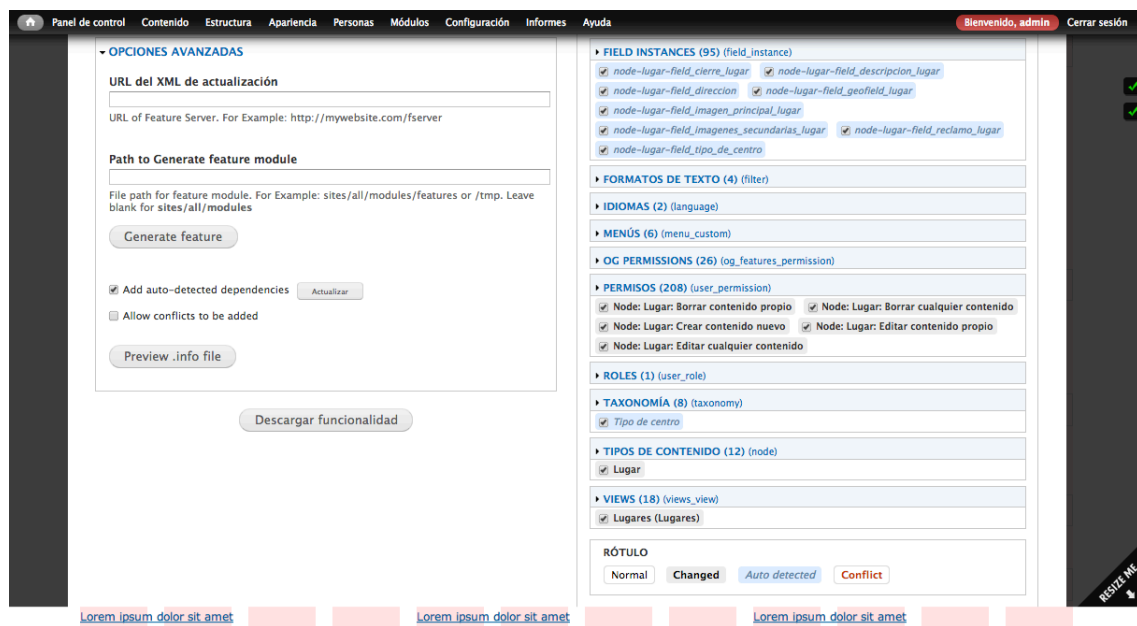 Panel de control Contenido Estructura Apariencia Personas Módulos Configuración Informes Ayuda Bienvenido, admin Cerrar sesión
OPCIONES AVANZADAS
URL del XML de actualización
URL of Feature Server. For Example: http://mywebsite.com/fserver
Path to Generate feature module
File path for feature module. For Example: sites/all/modules/features or /tmp. Leave
blank for sites/all/modules
Generate feature
Add auto-detected dependencies Actualizar
Allow conflicts to be added
Preview .info file
Descargar funcionalidad
FIELD INSTANCES (95) (field_instance)
node-lugar-field_cierre_lugar node-lugar-field_descripcion_lugar
node-lugar-field_direccion node-lugar-field_geofield_lugar
node-lugar-field_imagen_principal_lugar
node-lugar-field_imagenes_secundarias_lugar node-lugar-field_reclamo_lugar
node-lugar-field_tipo_de_centro
FORMATOS DE TEXTO (4) (filter)
IDIOMAS (2) (language)
MENÚS (6) (menu_custom)
OG PERMISSIONS (26) (og_features_permission)
PERMISOS (208) (user_permission)
Node: Lugar: Borrar contenido propio Node: Lugar: Borrar cualquier contenido
Node: Lugar: Crear contenido nuevo Node: Lugar: Editar contenido propio
Node: Lugar: Editar cualquier contenido
ROLES (1) (user_role)
TAXONOMÍA (8) (taxonomy)
Tipo de centro
TIPOS DE CONTENIDO (12) (node)
Lugar
VIEWS (18) (views_view)
Lugares (Lugares)
RÓTULO
Normal Changed Auto detected Conflict
RESIZE ME
Lorem ipsum dolor sit amet Lorem ipsum dolor sit amet Lorem ipsum dolor sit amet